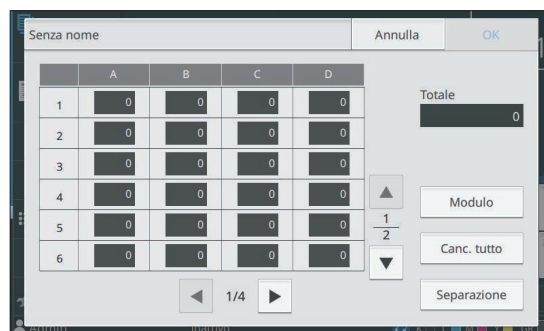 Senza nome Annulla OK
A B C D
Totale
1 0 0 0 0 0
2 0 0 0 0
3 0 0 0 0
4 0 0 0 0
Modulo
5 0 0 0 0
1
2
6 0 0 0 0
Canc. tutto
1/4
Separazione
Admin Inattivo